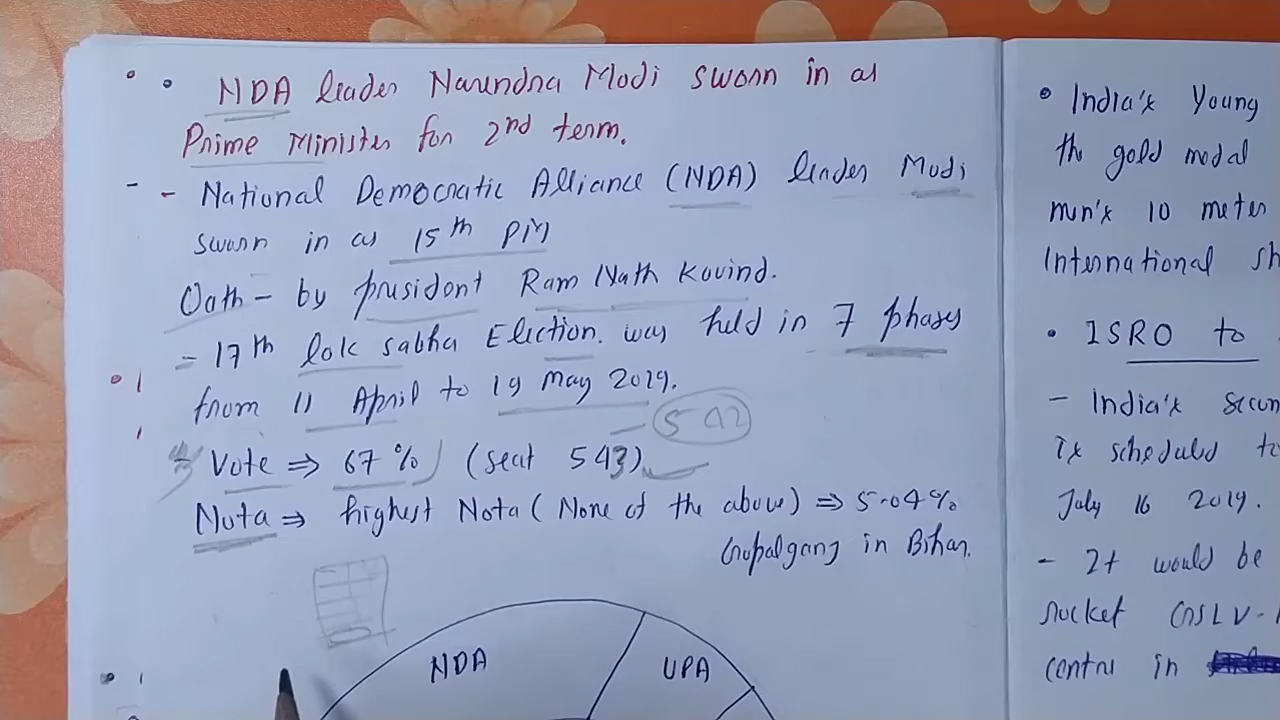 • • NDA leader Narendra Modi sworn in as
Prime Minister for 2nd term.
- - National Democratic Alliance (NDA) leader Modi
sworn in as 15th PM
Oath - by president Ram Nath Kovind.
- 17th lok sabha Election. was held in 7 phases
from 11 April to 19 May 2019.
542
Vote ⇒ 67% (seat 543)
Nota ⇒ highest Nota (None of the above) ⇒ 5.04%
Gopalganj in Bihar.
NDA
UPA
• India's Young
the gold medal
men's 10 meter
International Sh
• ISRO to
- India's secon
is scheduled to
July 16 2019.
- It would be
rocket GSLV-
centre in